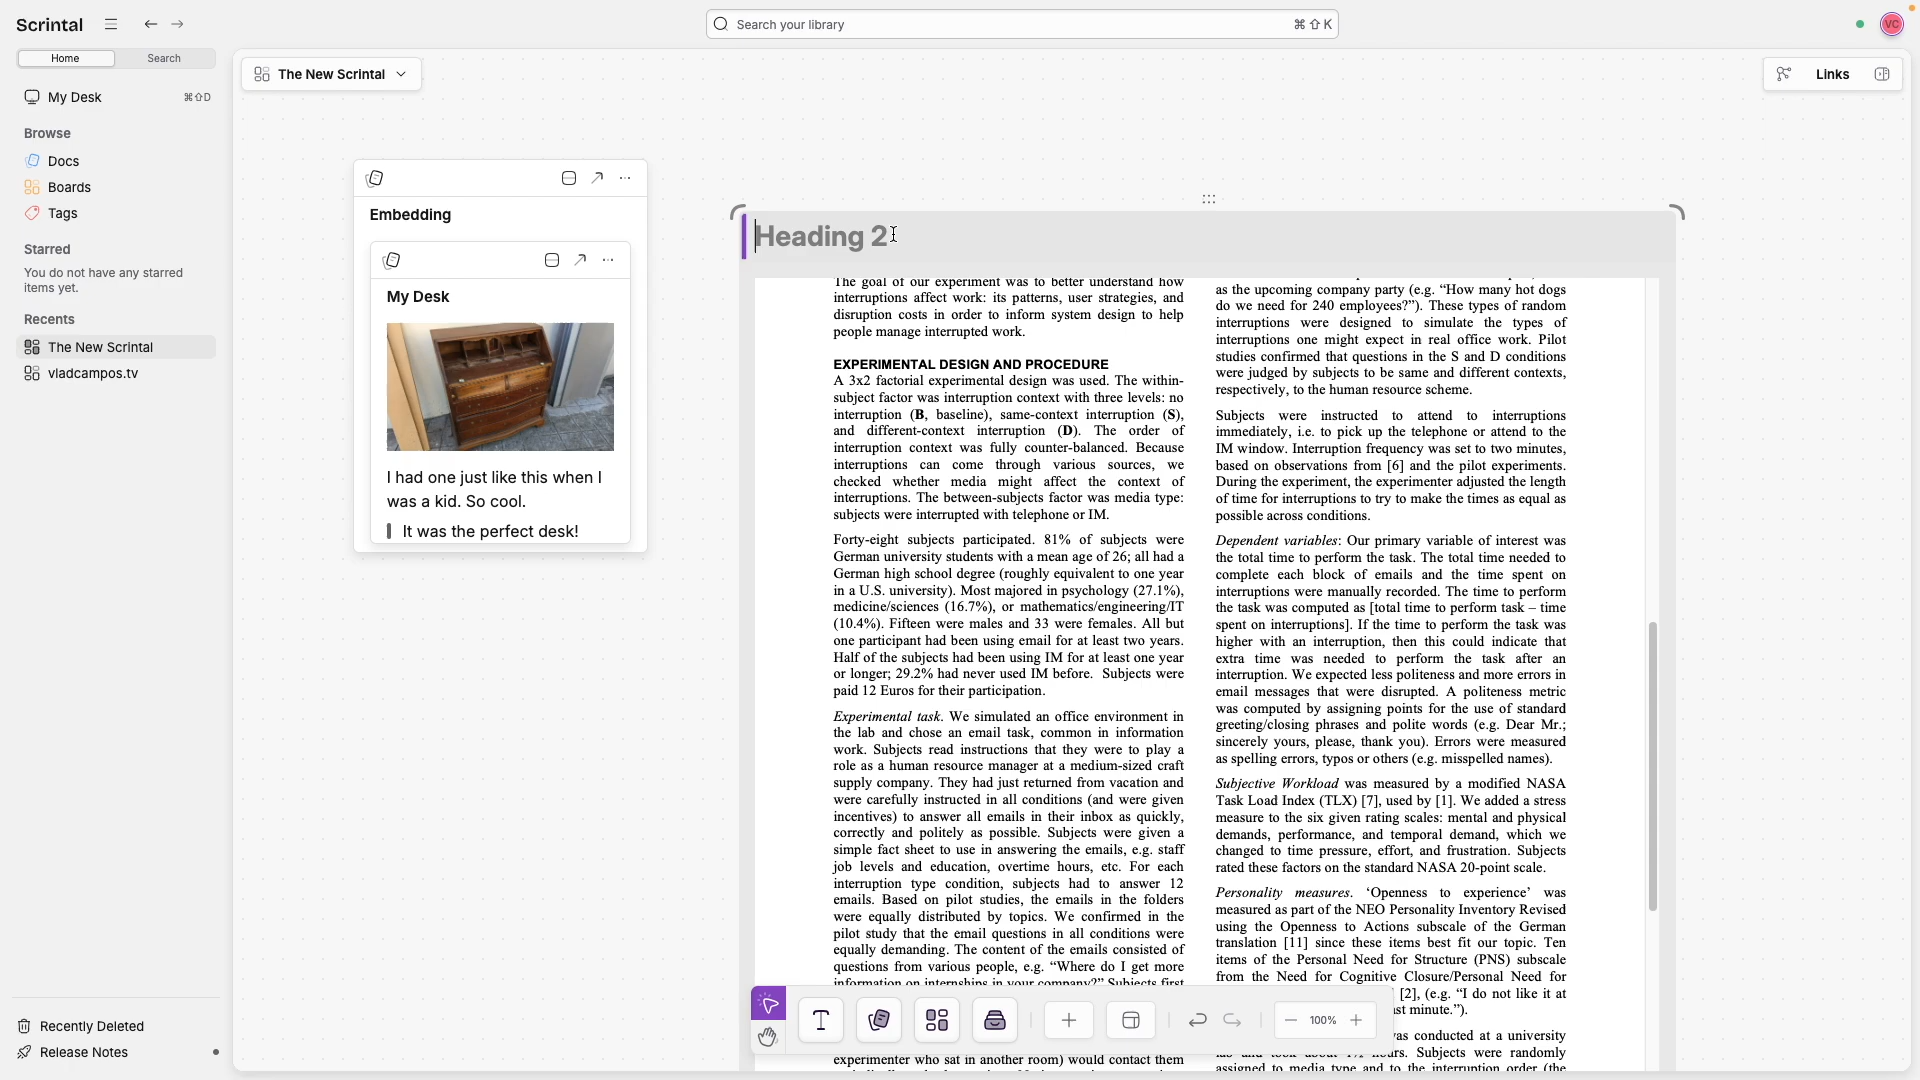 Scrintal
Search your library
⌘⇧K
VC
Home
Search
My Desk
⌘⇧D
Browse
Docs
Boards
Tags
Starred
You do not have any starred
items yet.
Recents
The New Scrintal
vladcampos.tv
Recently Deleted
Release Notes
The New Scrintal
Links
Embedding
My Desk
I had one just like this when I
was a kid. So cool.
It was the perfect desk!
Heading 2
The goal of our experiment was to better understand how
interruptions affect work: its patterns, user strategies, and
disruption costs in order to inform system design to help
people manage interrupted work.
EXPERIMENTAL DESIGN AND PROCEDURE
A 3x2 factorial experimental design was used. The within-
subject factor was interruption context with three levels: no
interruption (B, baseline), same-context interruption (S),
and different-context interruption (D). The order of
interruption context was fully counter-balanced. Because
interruptions can come through various sources, we
checked whether media might affect the context of
interruptions. The between-subjects factor was media type:
subjects were interrupted with telephone or IM.
Forty-eight subjects participated. 81% of subjects were
German university students with a mean age of 26; all had a
German high school degree (roughly equivalent to one year
in a U.S. university). Most majored in psychology (27.1%),
medicine/sciences (16.7%), or mathematics/engineering/IT
(10.4%). Fifteen were males and 33 were females. All but
one participant had been using email for at least two years.
Half of the subjects had been using IM for at least one year
or longer; 29.2% had never used IM before. Subjects were
paid 12 Euros for their participation.
Experimental task. We simulated an office environment in
the lab and chose an email task, common in information
work. Subjects read instructions that they were to play a
role as a human resource manager at a medium-sized craft
supply company. They had just returned from vacation and
were carefully instructed in all conditions (and were given
incentives) to answer all emails in their inbox as quickly,
correctly and politely as possible. Subjects were given a
simple fact sheet to use in answering the emails, e.g. staff
job levels and education, overtime hours, etc. For each
interruption type condition, subjects had to answer 12
emails. Based on pilot studies, the emails in the folders
were equally distributed by topics. We confirmed in the
pilot study that the email questions in all conditions were
equally demanding. The content of the emails consisted of
questions from various people, e.g. “Where do I get more
information on internships in your company?” Subjects first
experimenter who sat in another room) would contact them
as the upcoming company party (e.g. “How many hot dogs
do we need for 240 employees?”). These types of random
interruptions were designed to simulate the types of
interruptions one might expect in real office work. Pilot
studies confirmed that questions in the S and D conditions
were judged by subjects to be same and different contexts,
respectively, to the human resource scheme.
Subjects were instructed to attend to interruptions
immediately, i.e. to pick up the telephone or attend to the
IM window. Interruption frequency was set to two minutes,
based on observations from [6] and the pilot experiments.
During the experiment, the experimenter adjusted the length
of time for interruptions to try to make the times as equal as
possible across conditions.
Dependent variables: Our primary variable of interest was
the total time to perform the task. The total time needed to
complete each block of emails and the time spent on
interruptions were manually recorded. The time to perform
the task was computed as [total time to perform task – time
spent on interruptions]. If the time to perform the task was
higher with an interruption, then this could indicate that
extra time was needed to perform the task after an
interruption. We expected less politeness and more errors in
email messages that were disrupted. A politeness metric
was computed by assigning points for the use of standard
greeting/closing phrases and polite words (e.g. Dear Mr.;
sincerely yours, please, thank you). Errors were measured
as spelling errors, typos or others (e.g. misspelled names).
Subjective Workload was measured by a modified NASA
Task Load Index (TLX) [7], used by [1]. We added a stress
measure to the six given rating scales: mental and physical
demands, performance, and temporal demand, which we
changed to time pressure, effort, and frustration. Subjects
rated these factors on the standard NASA 20-point scale.
Personality measures. ‘Openness to experience’ was
measured as part of the NEO Personality Inventory Revised
using the Openness to Actions subscale of the German
translation [11] since these items best fit our topic. Ten
items of the Personal Need for Structure (PNS) subscale
from the Need for Cognitive Closure/Personal Need for
[2], (e.g. “I do not like it at
ast minute.”).
was conducted at a university
hours. Subjects were randomly
assigned to media type and to the interruption order (the
100%